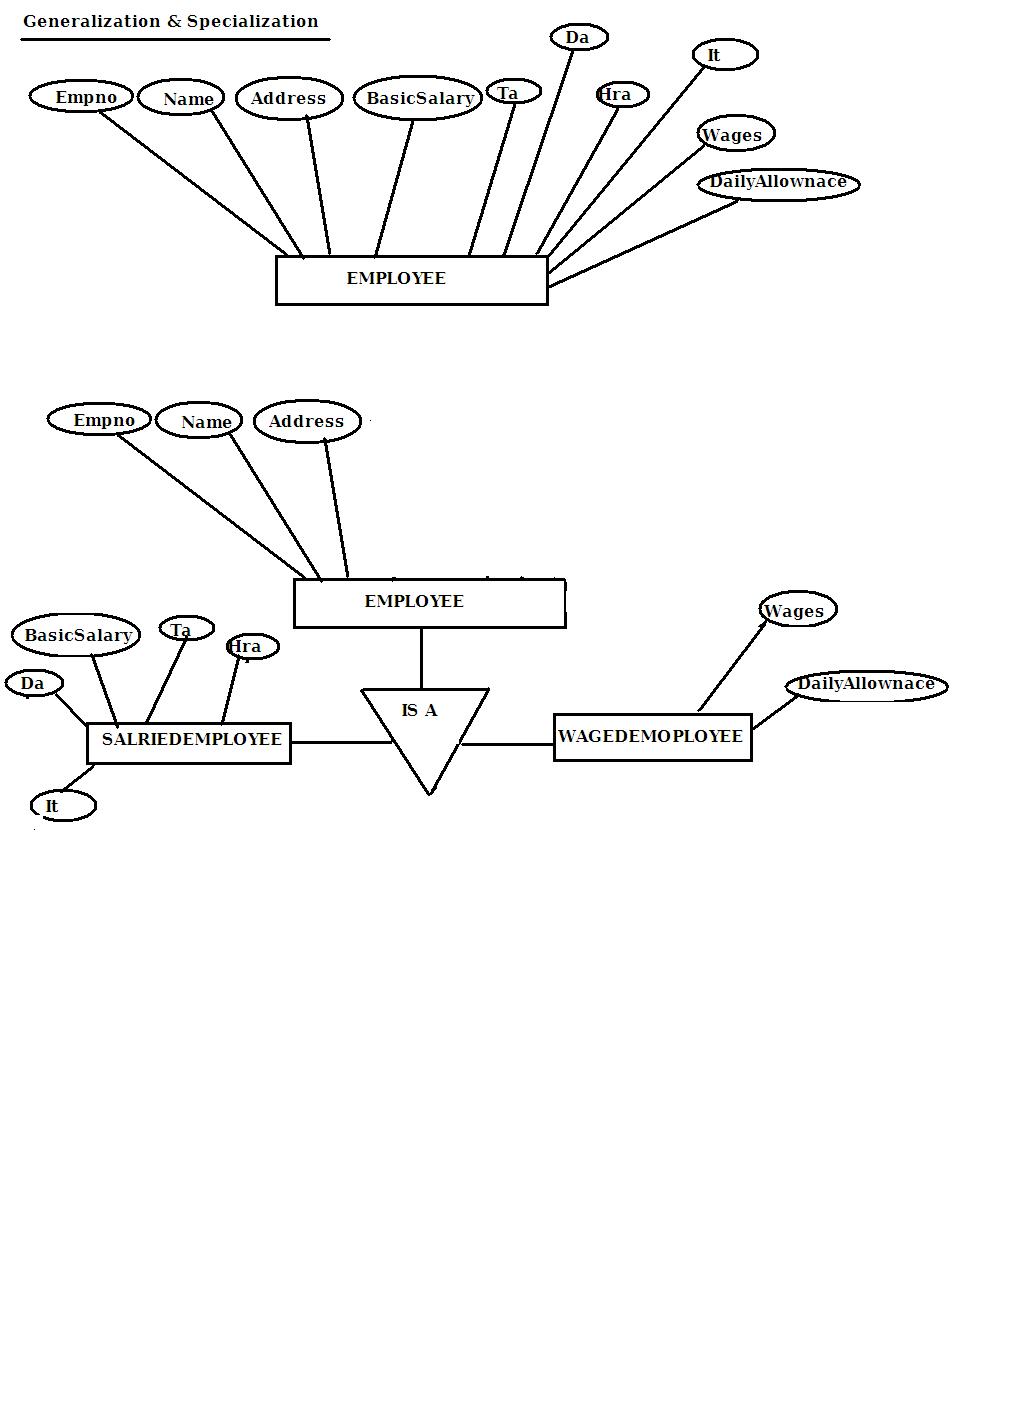 Generalization & Specialization
Da
It
Empno Name Address BasicSalary Ta Hra
Wages
DailyAllownace
EMPLOYEE
Empno Name Address
EMPLOYEE
Wages
BasicSalary Ta Hra
Da DailyAllownace
IS A
SALRIEDEMPLOYEE WAGEDEMOPLOYEE
It